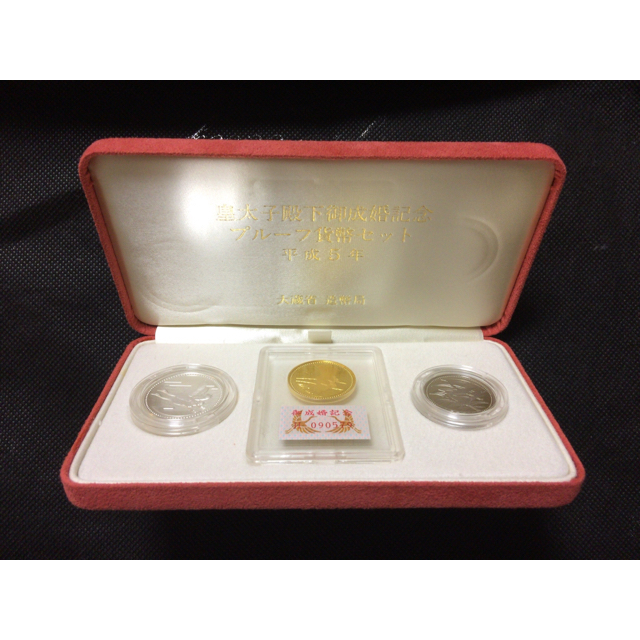 皇太子殿下御成婚記念
プルーフ貨幣セット
平成5年
大蔵省 造幣局
御成婚記念